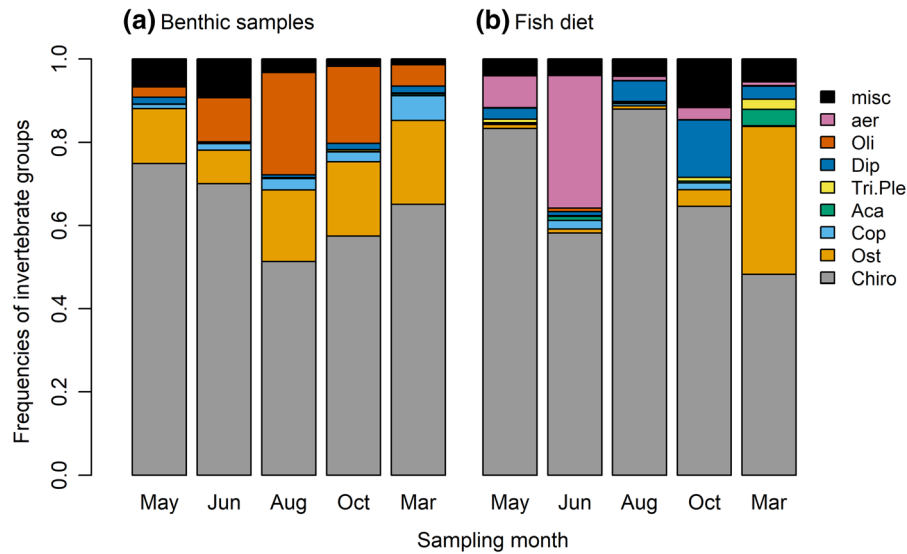 (a) Benthic samples
(b) Fish diet
Frequencies of invertebrate groups
1.0
0.8
0.6
0.4
0.2
0.0
May Jun Aug Oct Mar
May Jun Aug Oct Mar
Sampling month
misc
aer
Oli
Dip
Tri.Ple
Aca
Cop
Ost
Chiro